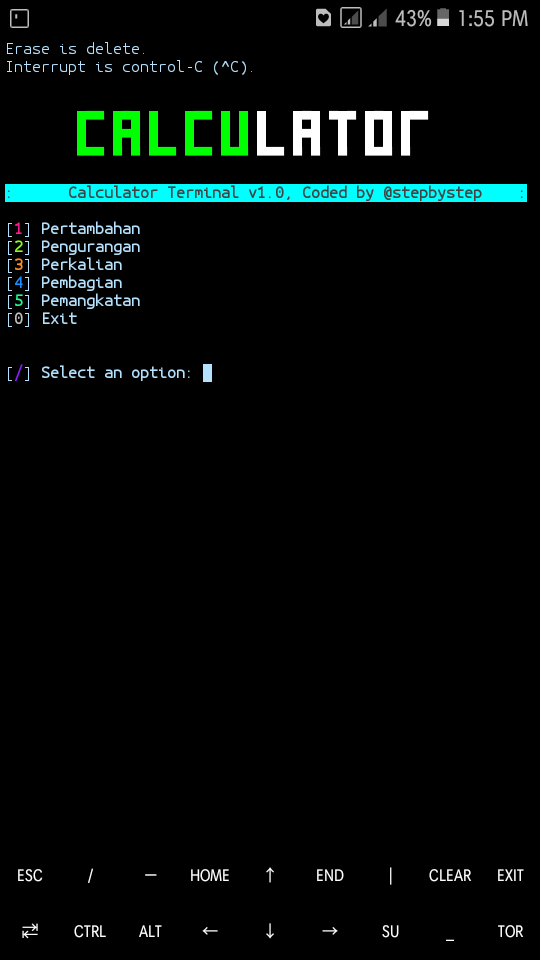 43% 1:55 PM
Erase is delete.
Interrupt is control-C (^C).
CALCULATOr
: Calculator Terminal v1.0, Coded by @stepbystep :
[1] Pertambahan
[2] Pengurangan
[3] Perkalian
[4] Pembagian
[5] Pemangkatan
[0] Exit
[/] Select an option:
ESC / — HOME ↑ END | CLEAR EXIT
⇄ CTRL ALT ← ↓ → SU _ TOR